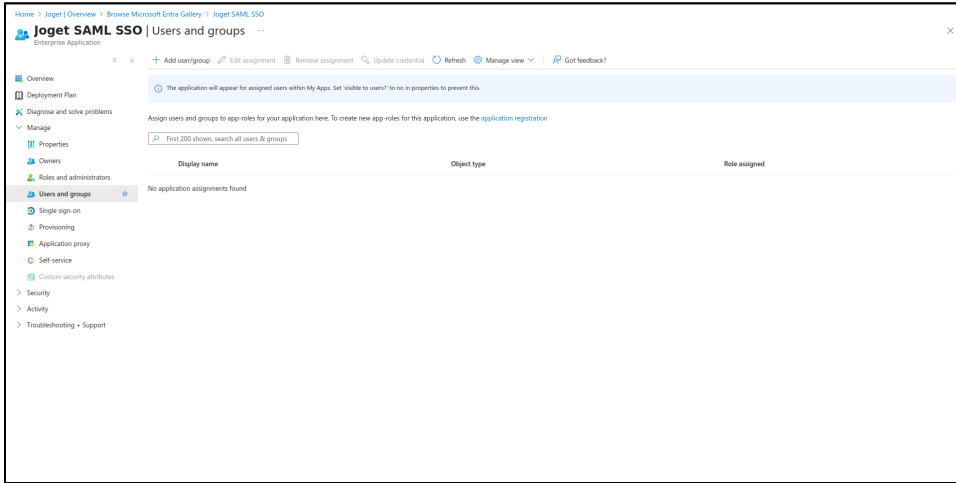 Home > Joget | Overview > Browse Microsoft Entra Gallery > Joget SAML SSO
Joget SAML SSO | Users and groups ...
Enterprise Application
Add user/group Edit assignment Remove assignment Update credential Refresh Manage view Got feedback?
The application will appear for assigned users within My Apps. Set 'visible to users?' to no in properties to prevent this.
Assign users and groups to app-roles for your application here. To create new app-roles for this application, use the application registration
First 200 shown, search all users & groups
Display name Object type Role assigned
No application assignments found
Overview
Deployment Plan
Diagnose and solve problems
Manage
Properties
Owners
Roles and administrators
Users and groups
Single sign-on
Provisioning
Application proxy
Self-service
Custom security attributes
Security
Activity
Troubleshooting + Support